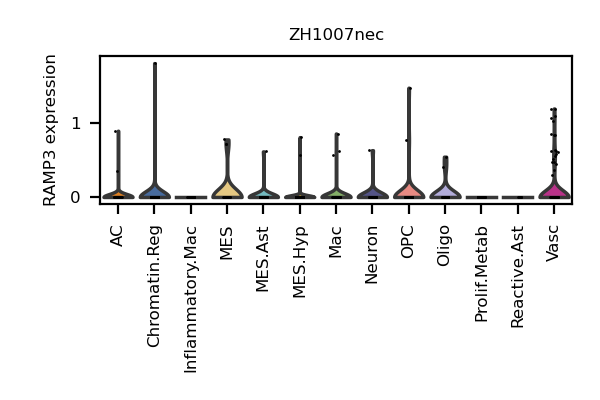 ZH1007nec
RAMP3 expression
1
0
AC
Chromatin.Reg
Inflammatory.Mac
MES
MES.Ast
MES.Hyp
Mac
Neuron
OPC
Oligo
Prolif.Metab
Reactive.Ast
Vasc